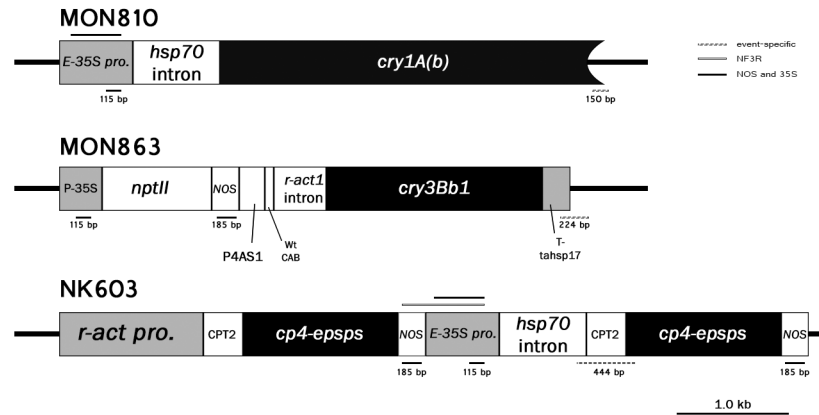 MON810
E-35S pro.
hsp70
intron
cry1A(b)
115 bp
150 bp
event-specific
NF3R
NOS and 35S
MON863
P-35S
nptII
NOS
r-act1
intron
cry3Bb1
115 bp
185 bp
224 bp
P4AS1
Wt
CAB
T-
tahsp17
NK603
r-act pro.
CPT2
cp4-epsps
NOS
E-35S pro.
hsp70
intron
CPT2
cp4-epsps
NOS
185 bp
115 bp
444 bp
185 bp
1.0 kb